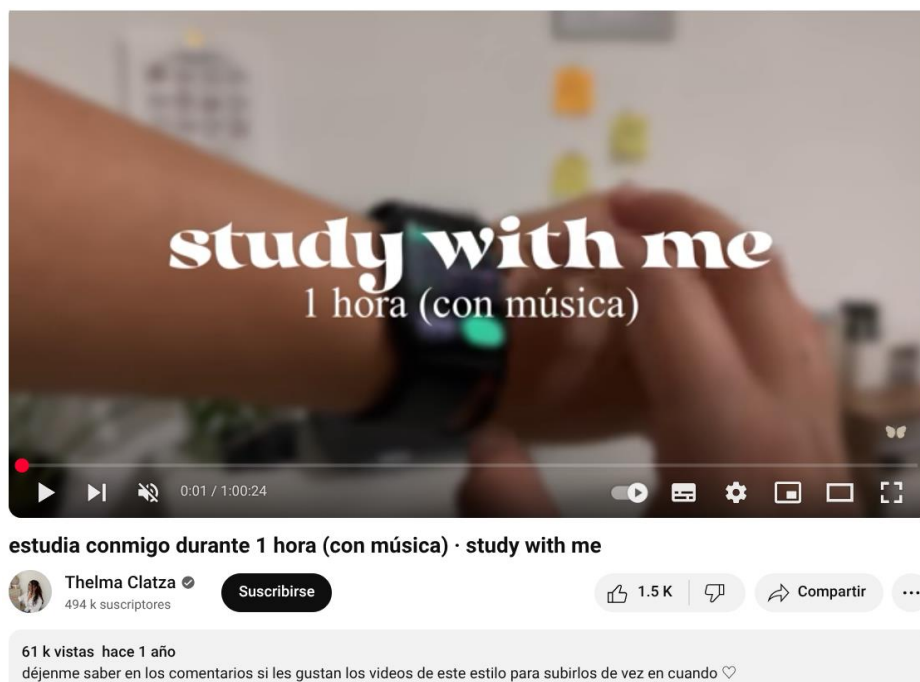 study with me
1 hora (con música)
0:01 / 1:00:24
estudia conmigo durante 1 hora (con música) · study with me
Thelma Clatza
494 k suscriptores
Suscribirse
1.5 K
Compartir
61 k vistas hace 1 año
déjenme saber en los comentarios si les gustan los videos de este estilo para subirlos de vez en cuando ♡